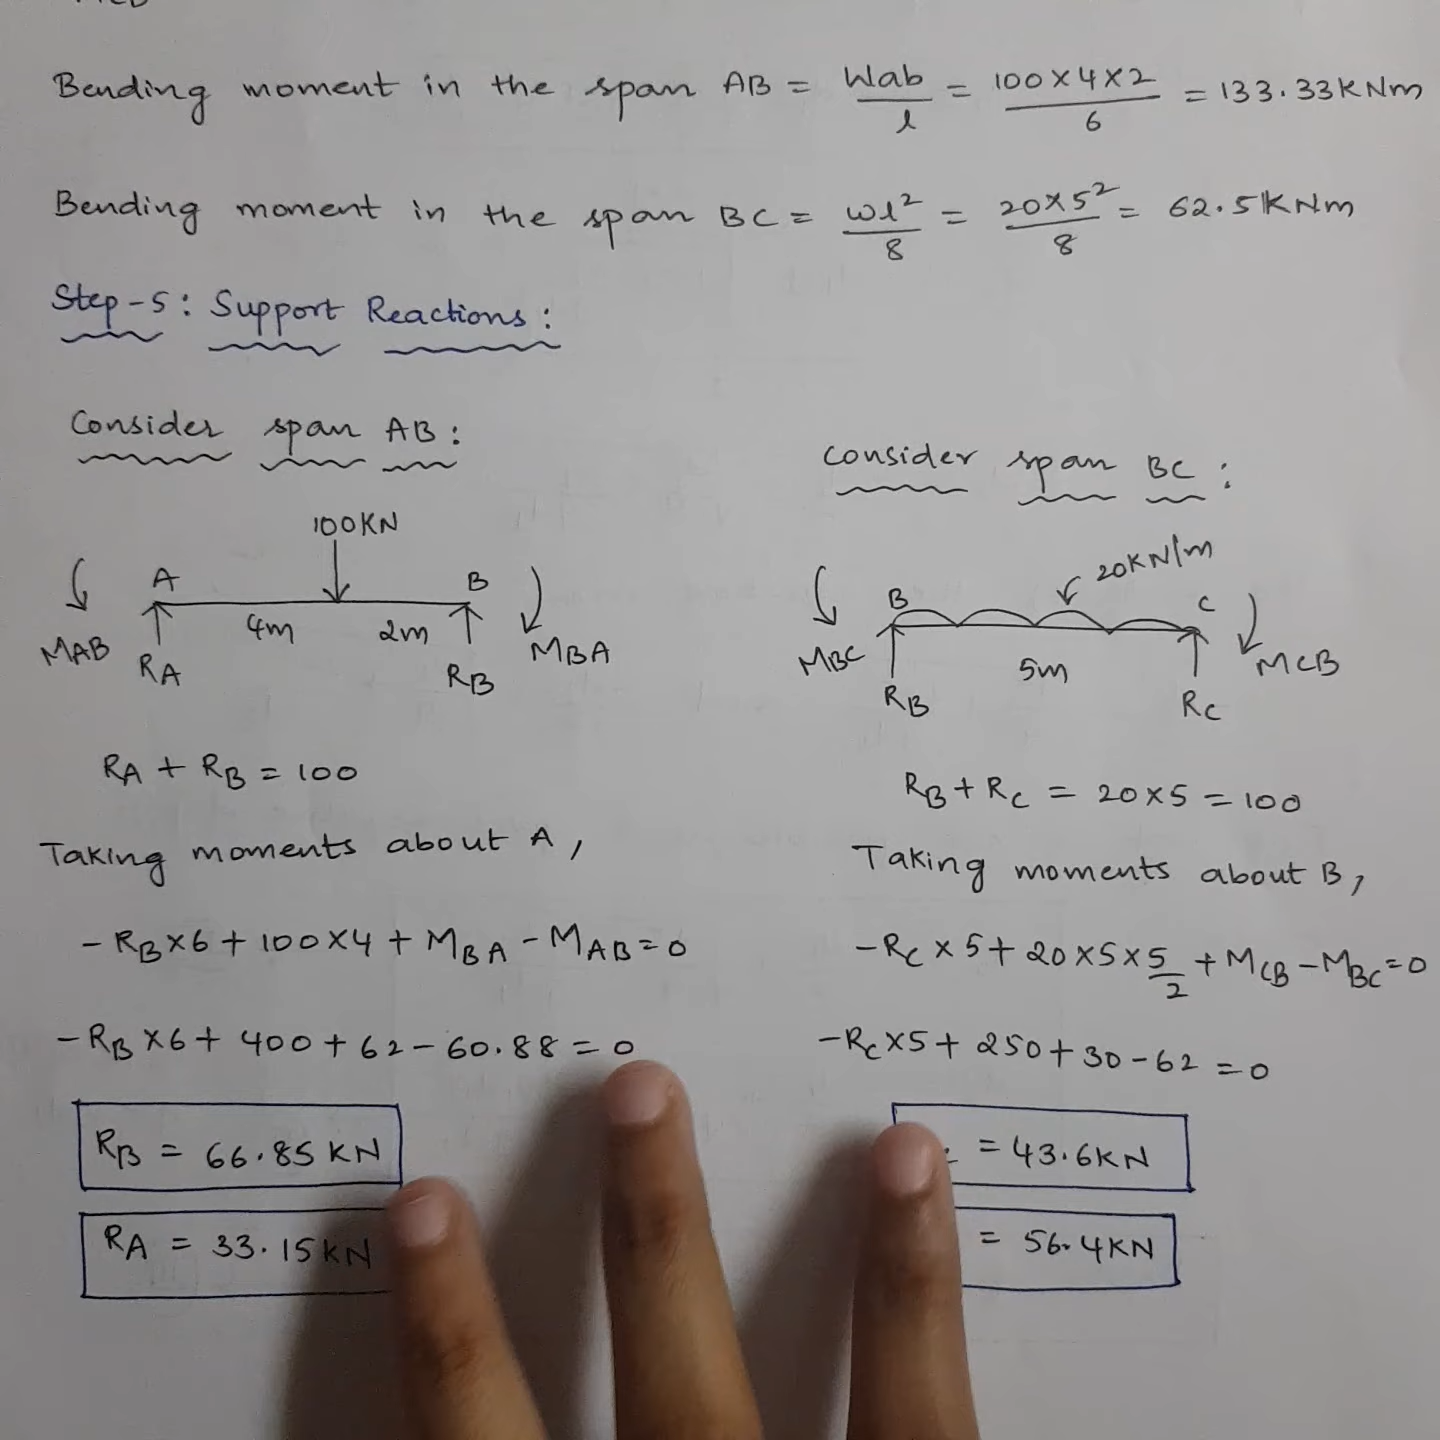 Bending moment in the span AB = Wab/l = 100×4×2/6 = 133.33KNm
Bending moment in the span BC = wl²/8 = 20×5²/8 = 62.5KNm
Step-5: Support Reactions:
Consider span AB:
100KN
A B
4m 2m
MAB RA RB MBA
RA + RB = 100
Taking moments about A,
-RB×6 + 100×4 + MBA - MAB = 0
-RB×6 + 400 + 62 - 60.88 = 0
RB = 66.85 KN
RA = 33.15KN
Consider span BC:
20KN/m
B C
5m
MBC RB RC MCB
RB + RC = 20×5 = 100
Taking moments about B,
-RC × 5 + 20×5×5/2 + MCB - MBC = 0
-RC×5 + 250 + 30 - 62 = 0
= 43.6KN
= 56.4KN